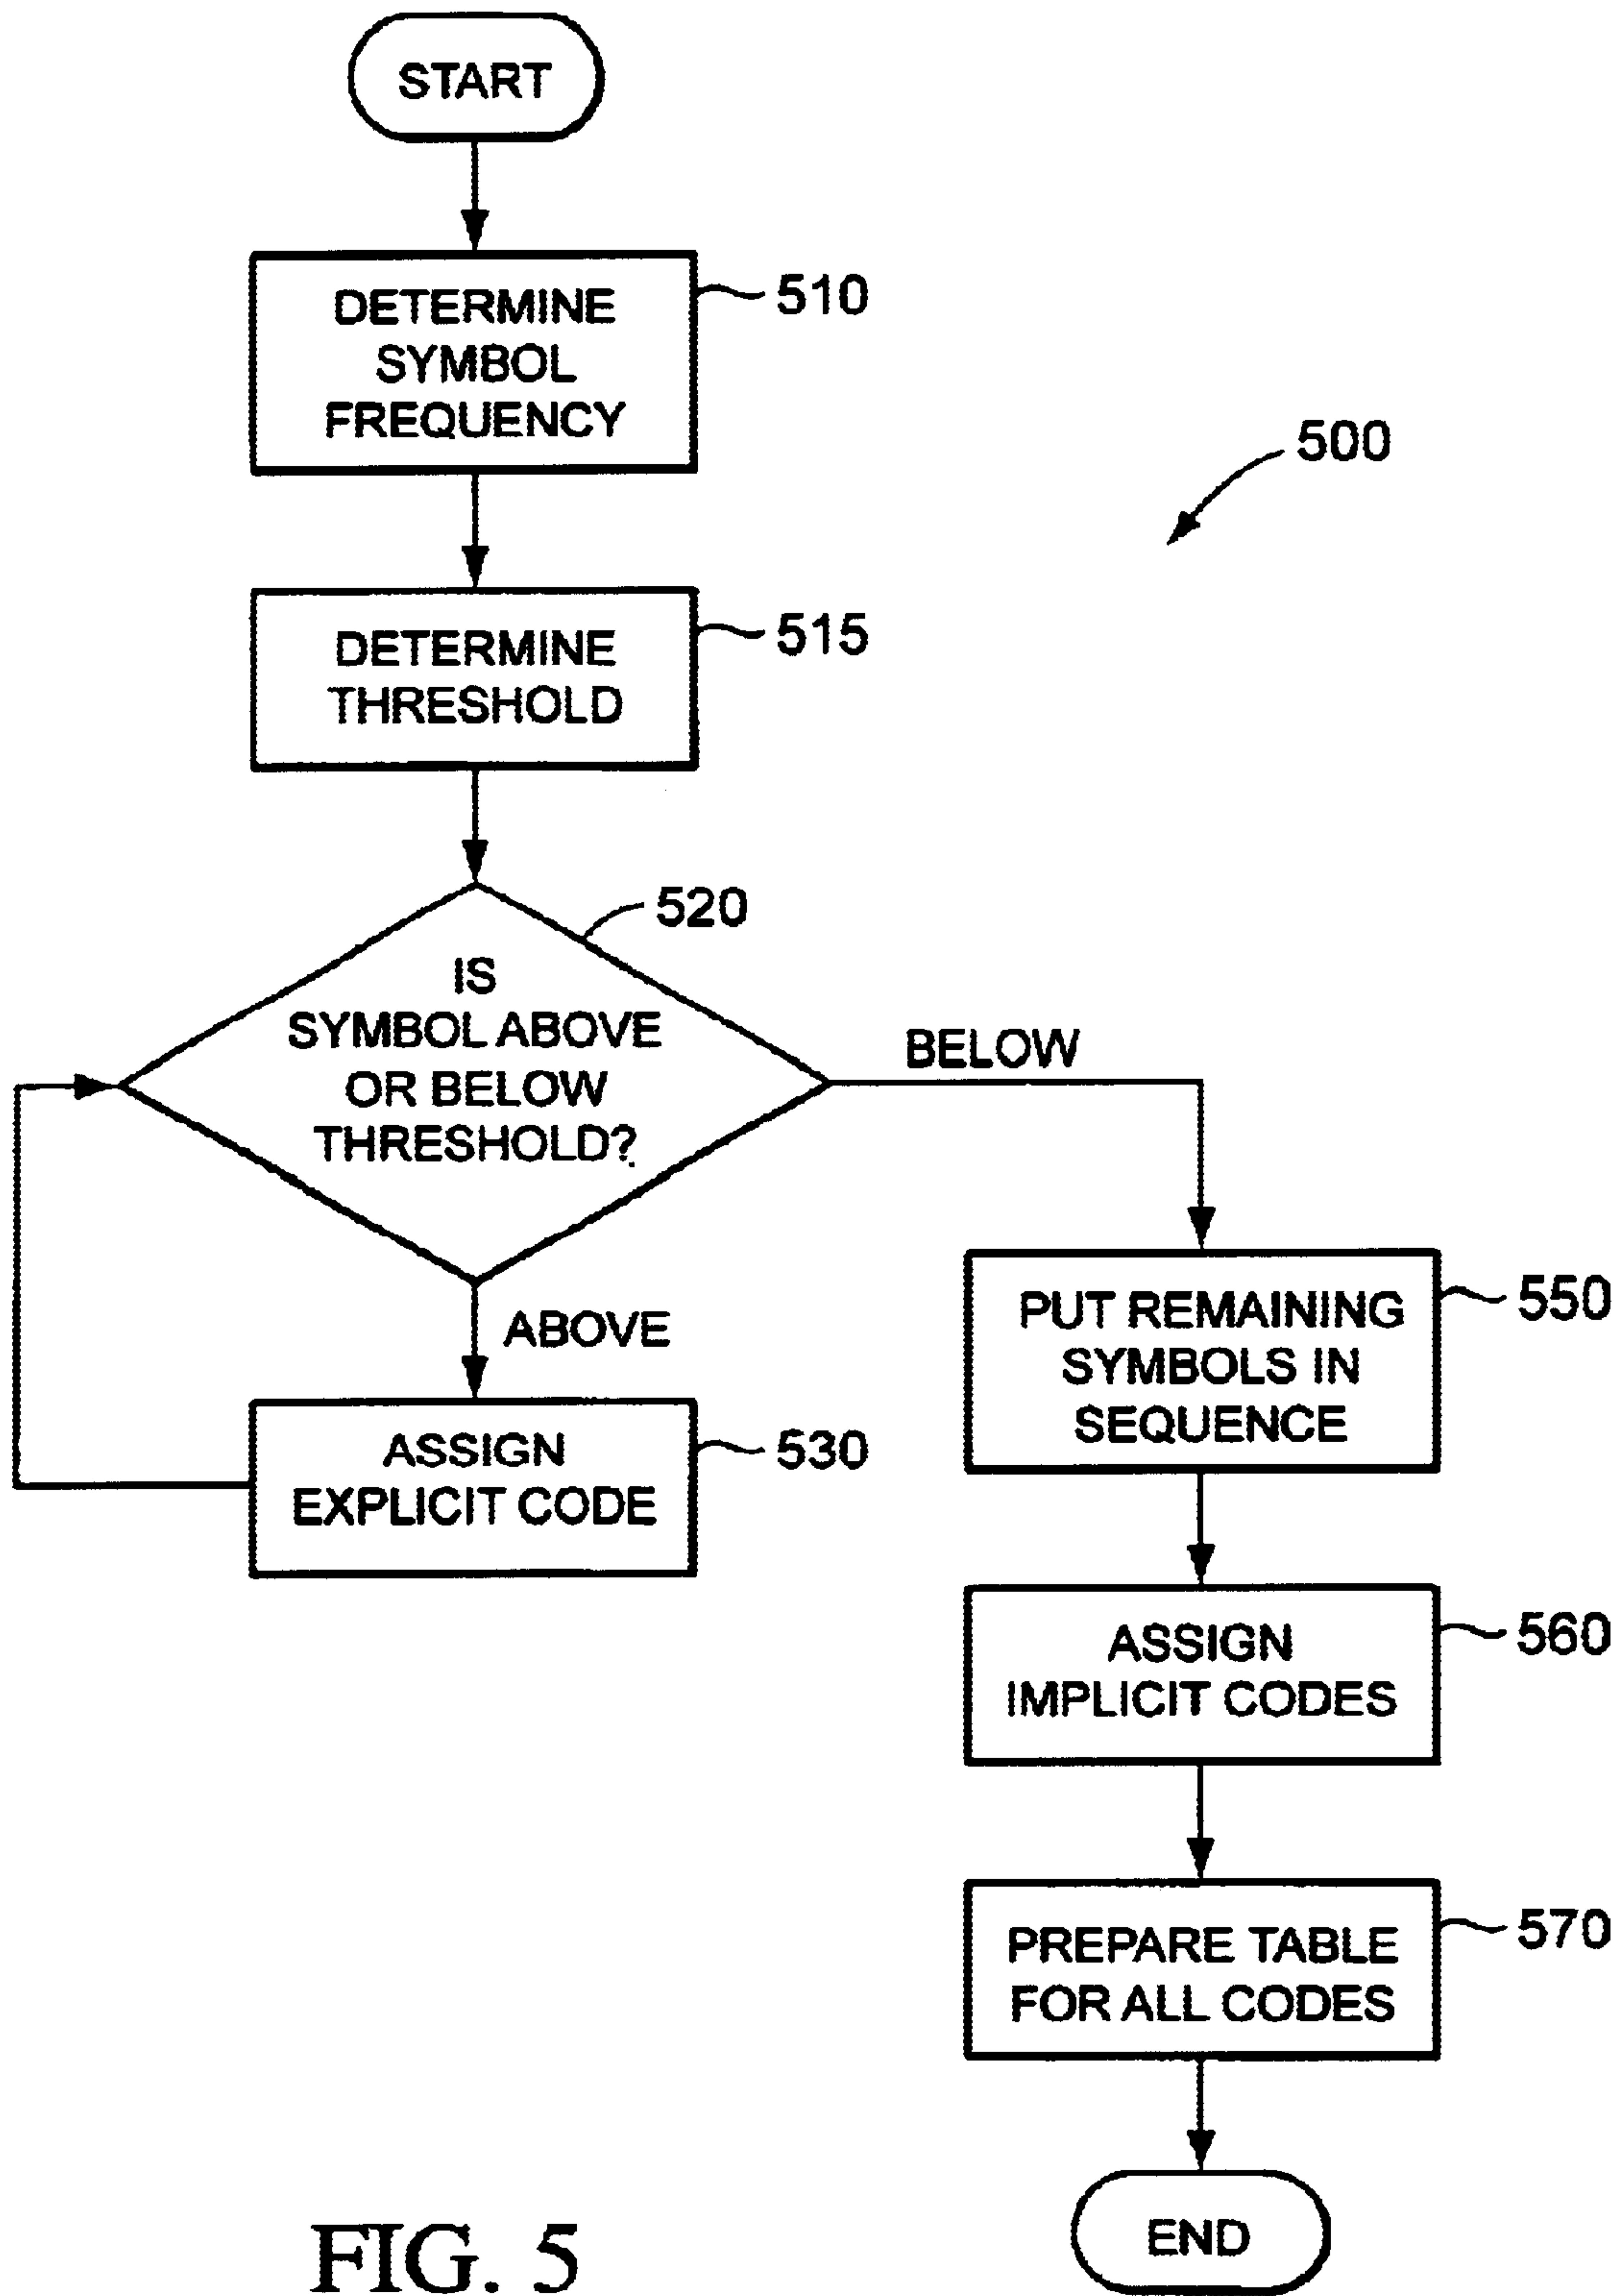 START
DETERMINE
SYMBOL
FREQUENCY
510
500
DETERMINE
THRESHOLD
515
520
IS
SYMBOL ABOVE
OR BELOW
THRESHOLD?
BELOW
ABOVE
ASSIGN
EXPLICIT CODE
530
PUT REMAINING
SYMBOLS IN
SEQUENCE
550
ASSIGN
IMPLICIT CODES
560
PREPARE TABLE
FOR ALL CODES
570
END
FIG. 5